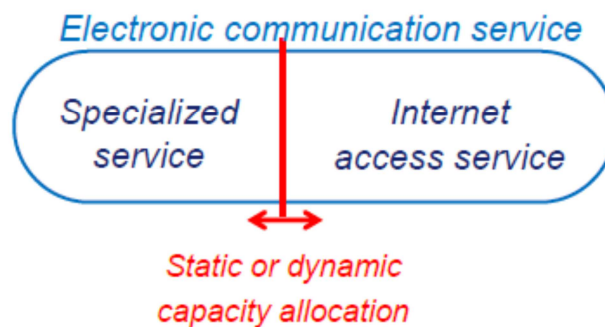 Electronic communication service
Specialized
service
Internet
access service
Static or dynamic
capacity allocation